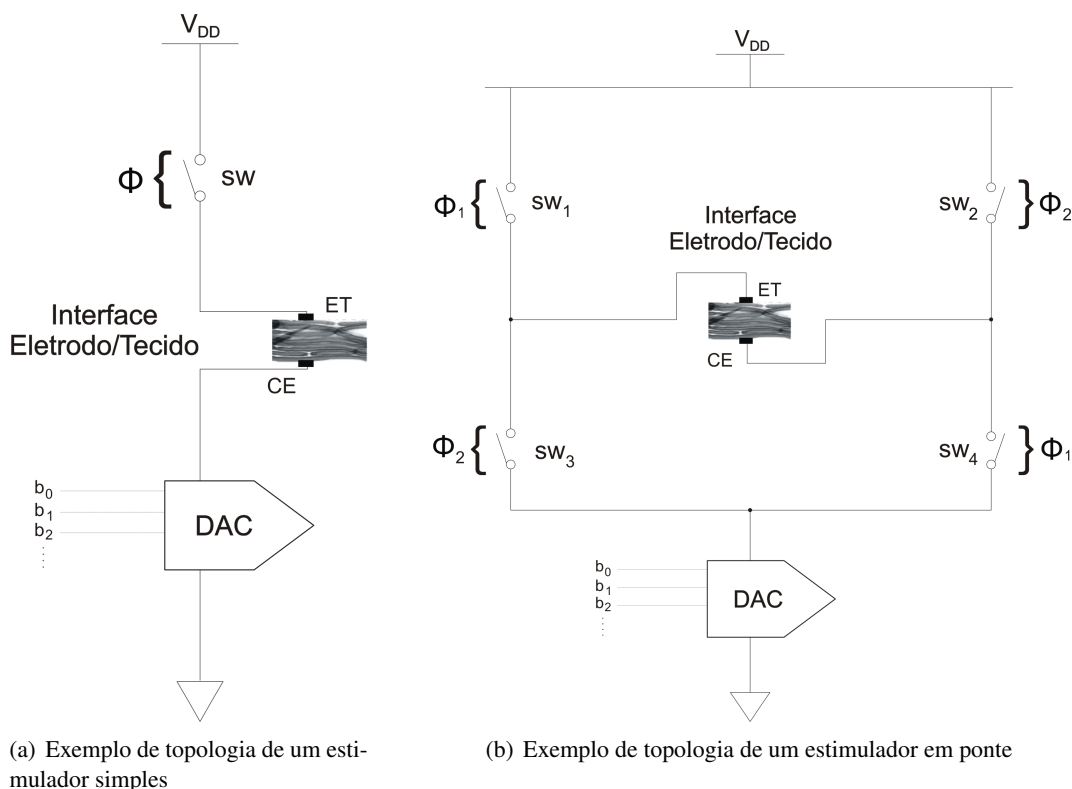 V_DD
Φ { sw
Interface
Eletrodo/Tecido
ET
CE
b_0
b_1
b_2
⋮
DAC
(a) Exemplo de topologia de um esti-
mulador simples
V_DD
Φ_1 { sw_1
sw_2 } Φ_2
Interface
Eletrodo/Tecido
ET
CE
Φ_2 { sw_3
sw_4 } Φ_1
b_0
b_1
b_2
⋮
DAC
(b) Exemplo de topologia de um estimulador em ponte